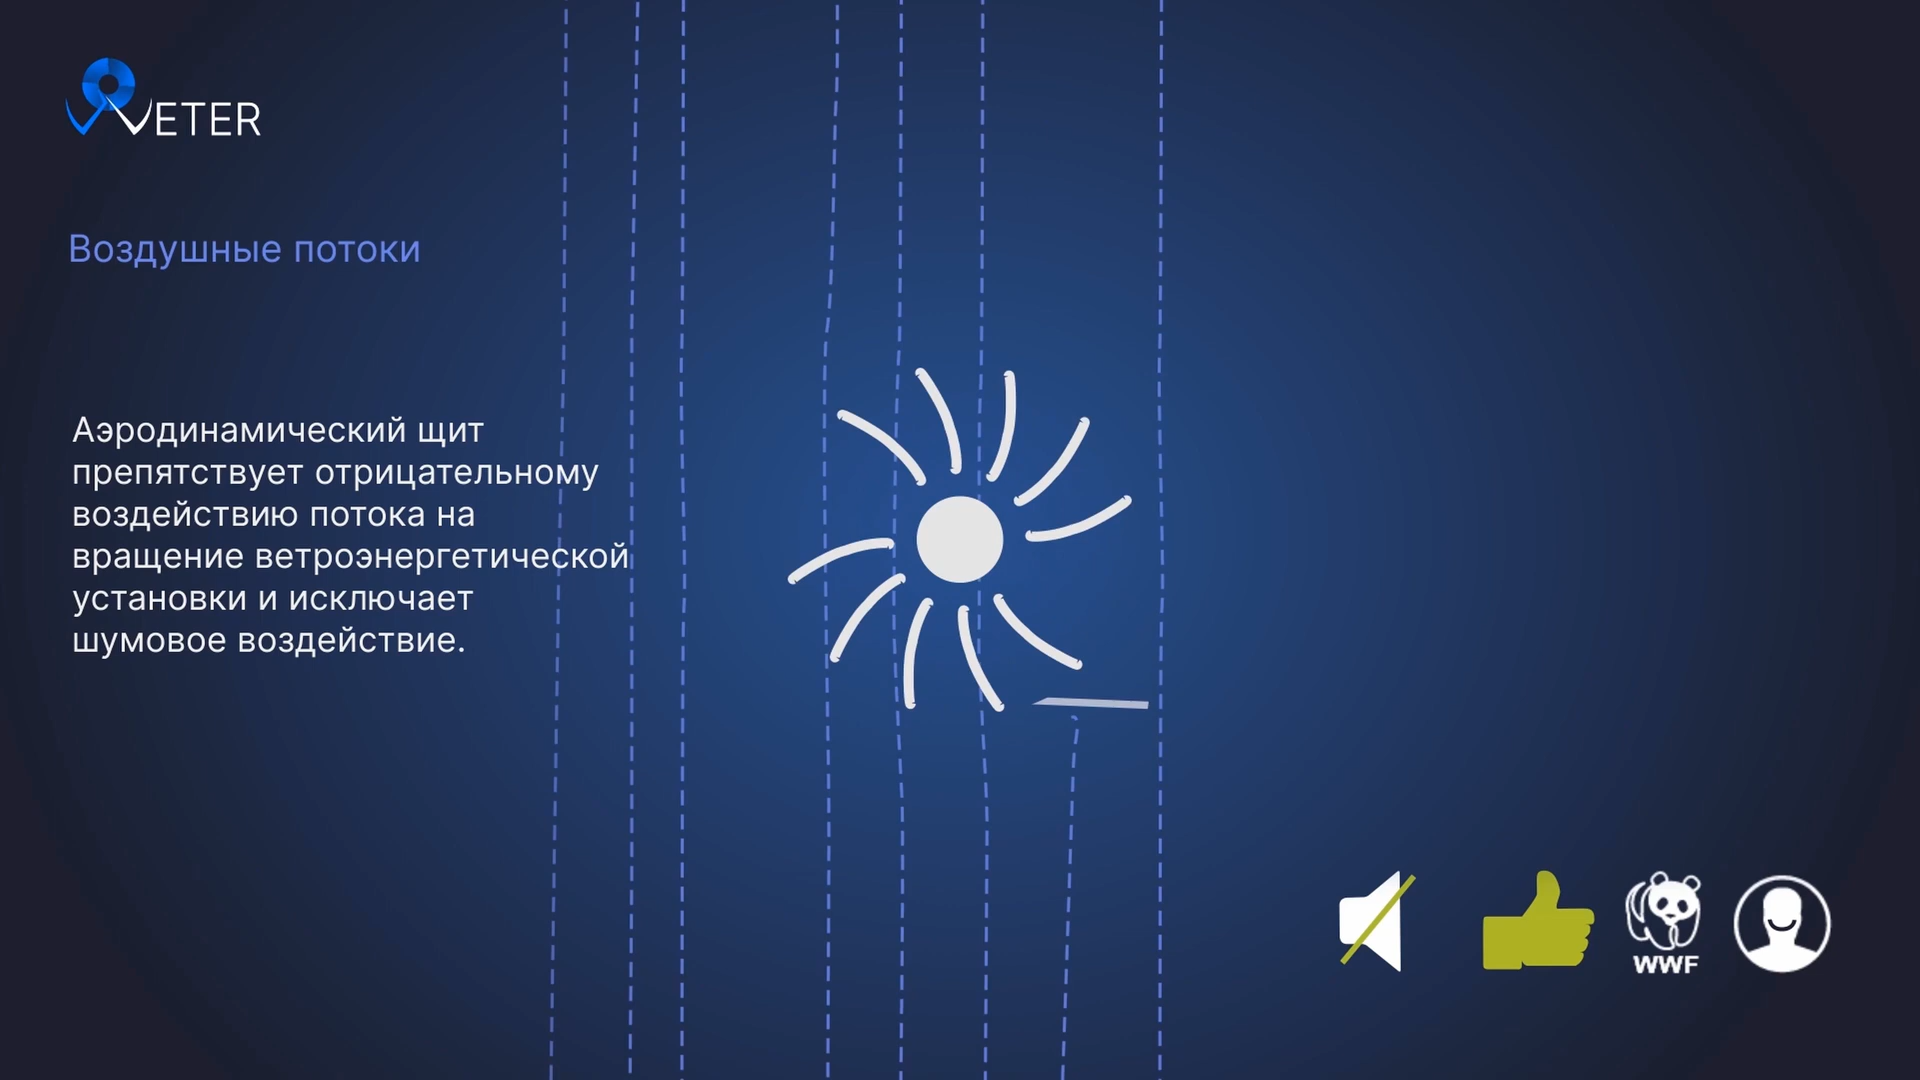 VETER
Воздушные потоки
Аэродинамический щит
препятствует отрицательному
воздействию потока на
вращение ветроэнергетической
установки и исключает
шумовое воздействие.
WWF